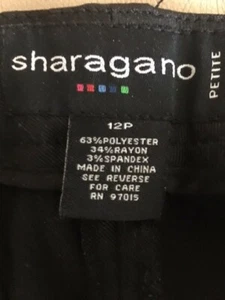 sharagano
PETITE
12P
63%POLYESTER
34%RAYON
3%SPANDEX
MADE IN CHINA
SEE REVERSE
FOR CARE
RN 97015